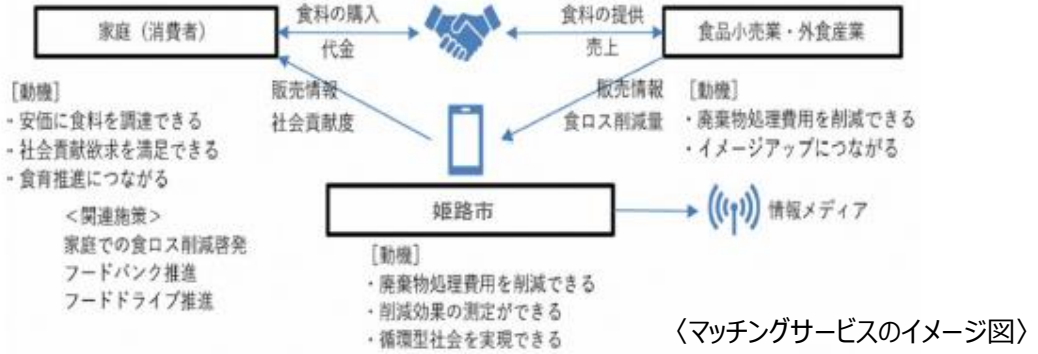 家庭（消費者）
食料の購入
代金
食料の提供
売上
食品小売業・外食産業
[動機]
・安価に食料を調達できる
・社会貢献欲求を満足できる
・食育推進につながる
販売情報
社会貢献度
販売情報
食ロス削減量
[動機]
・廃棄物処理費用を削減できる
・イメージアップにつながる
＜関連施策＞
家庭での食ロス削減啓発
フードバンク推進
フードドライブ推進
姫路市
情報メディア
[動機]
・廃棄物処理費用を削減できる
・削減効果の測定ができる
・循環型社会を実現できる
〈マッチングサービスのイメージ図〉